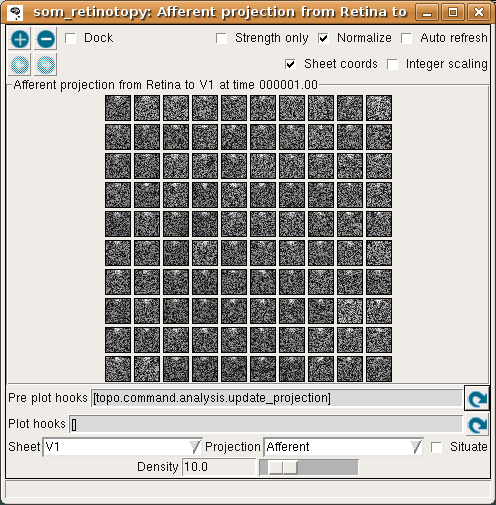 som_retinotopy: Afferent projection from Retina to
Dock
Strength only
Normalize
Auto refresh
Sheet coords
Integer scaling
Afferent projection from Retina to V1 at time 000001.00
Pre plot hooks [topo.command.analysis.update_projection]
Plot hooks []
Sheet V1 Projection Afferent Situate
Density 10.0